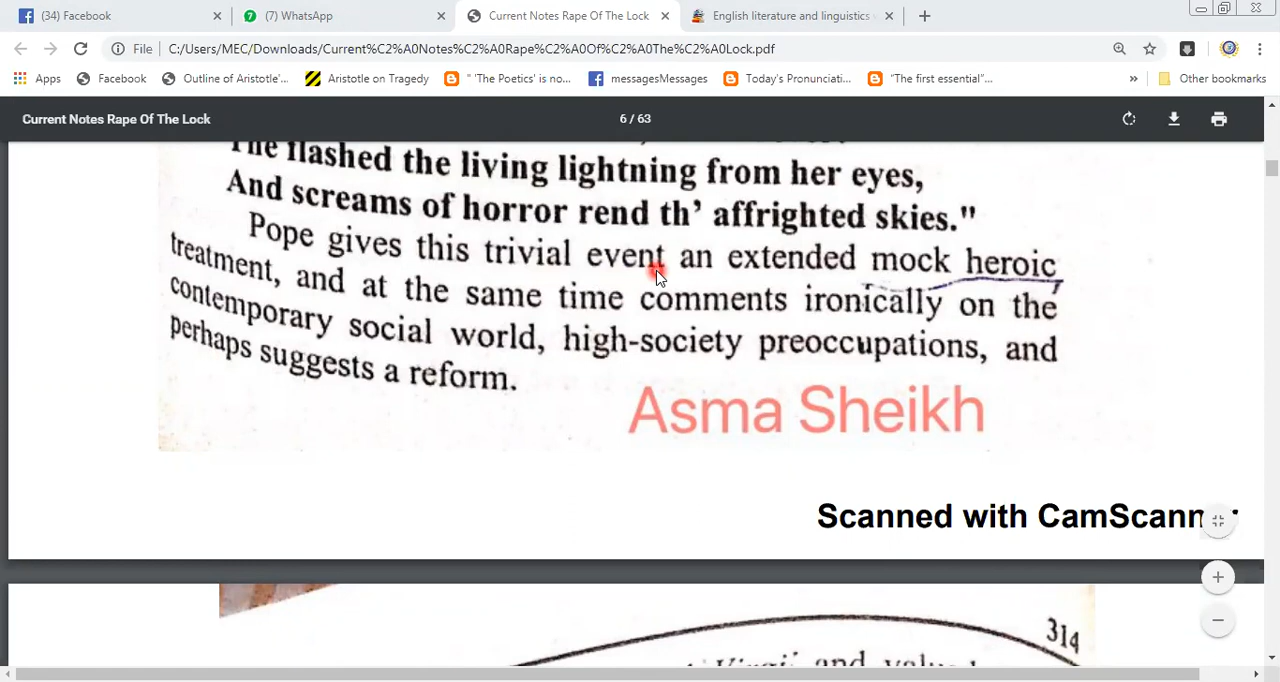 (34) Facebook
(7) WhatsApp
Current Notes Rape Of The Lock
English literature and linguistics
File
C:/Users/MEC/Downloads/Current%C2%A0Notes%C2%A0Rape%C2%A0Of%C2%A0The%C2%A0Lock.pdf
Apps
Facebook
Outline of Aristotle'...
Aristotle on Tragedy
" 'The Poetics' is no...
messagesMessages
Today's Pronunciati...
"The first essential"...
»
Other bookmarks
Current Notes Rape Of The Lock
6 / 63
The flashed the living lightning from her eyes,
And screams of horror rend th' affrighted skies."
Pope gives this trivial event an extended mock heroic
treatment, and at the same time comments ironically on the
contemporary social world, high-society preoccupations, and
perhaps suggests a reform.
Asma Sheikh
Scanned with CamScanner
314
and